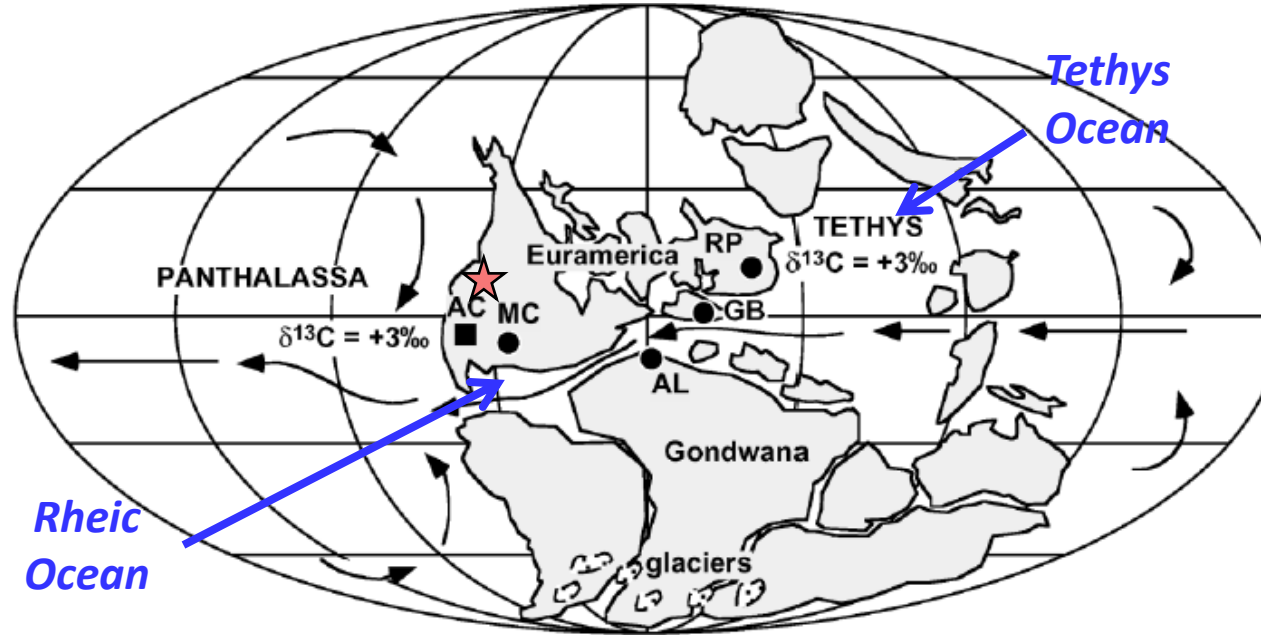 Tethys
Ocean
TETHYS
δ13C = +3‰
RP
Euramerica
PANTHALASSA
AC
MC
GB
δ13C = +3‰
AL
Gondwana
Rheic
Ocean
glaciers